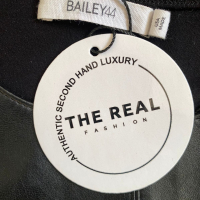 BAILEY44
AUTHENTIC SECOND HAND LUXURY
THE REAL
FASHION